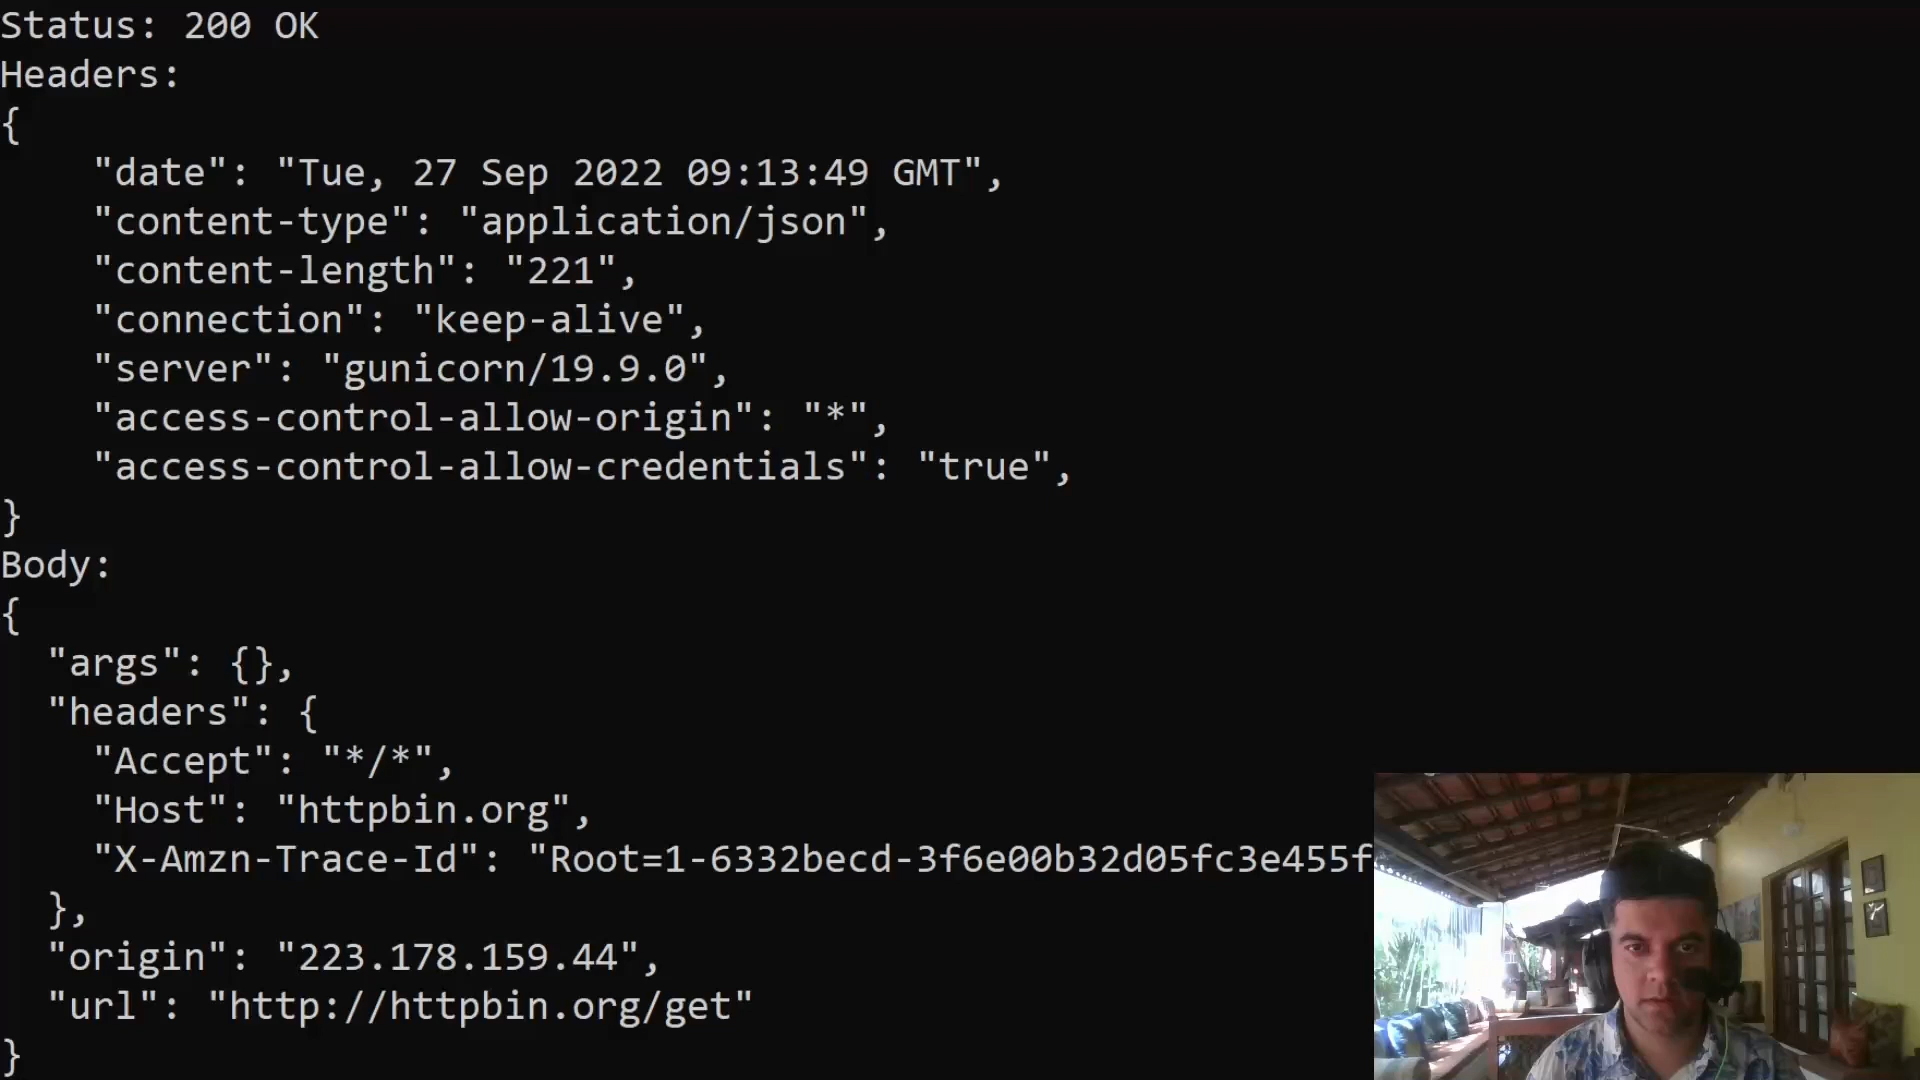 Status: 200 OK
Headers:
{
    "date": "Tue, 27 Sep 2022 09:13:49 GMT",
    "content-type": "application/json",
    "content-length": "221",
    "connection": "keep-alive",
    "server": "gunicorn/19.9.0",
    "access-control-allow-origin": "*",
    "access-control-allow-credentials": "true",
}
Body:
{
  "args": {},
  "headers": {
    "Accept": "*/*",
    "Host": "httpbin.org",
    "X-Amzn-Trace-Id": "Root=1-6332becd-3f6e00b32d05fc3e455f
  },
  "origin": "223.178.159.44",
  "url": "http://httpbin.org/get"
}